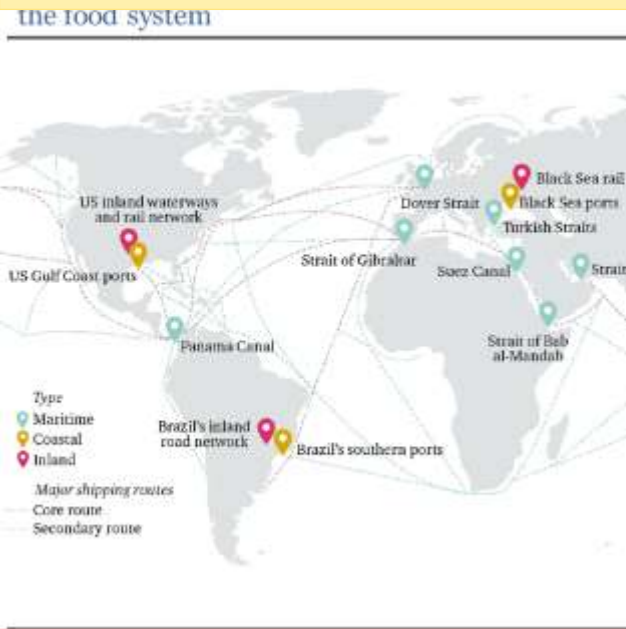 the food system
US inland waterways
and rail network
US Gulf Coast ports
Panama Canal
Brazil's inland
road network
Brazil's southern ports
Dover Strait
Strait of Gibraltar
Black Sea rail
Black Sea ports
Turkish Straits
Suez Canal
Strait
Strait of Bab
al-Mandab
Type
Maritime
Coastal
Inland
Major shipping routes
Core route
Secondary route